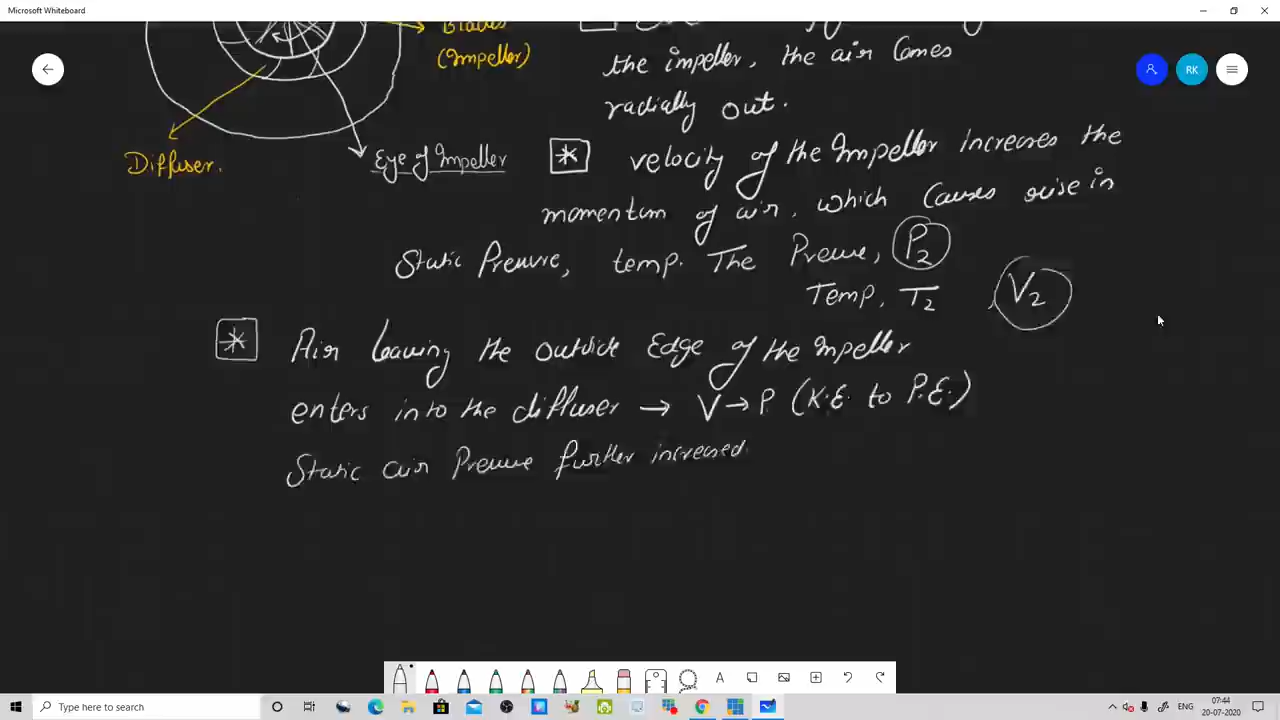 Microsoft Whiteboard
Blades
(Impeller)
the impeller, the air Comes
radially out.
RK
Diffuser.
Eye of Impeller
* velocity of the Impeller Increases the
momentum of air, which Causes rise in
Static Pressure, temp. The Pressure, P2
Temp, T2 V2
* Air leaving the outside Edge of the Impeller
enters into the diffuser → V→P (K.E. to P.E.)
Static air Pressure further increased.
Type here to search
ENG
07:44
20-07-2020